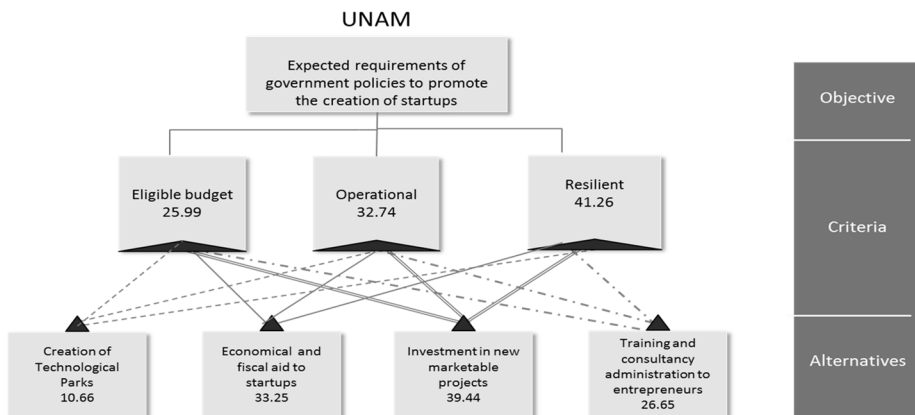 UNAM
Expected requirements of
government policies to promote
the creation of startups
Objective
Eligible budget
25.99
Operational
32.74
Resilient
41.26
Criteria
Creation of
Technological
Parks
10.66
Economical and
fiscal aid to
startups
33.25
Investment in new
marketable
projects
39.44
Training and
consultancy
administration to
entrepreneurs
26.65
Alternatives